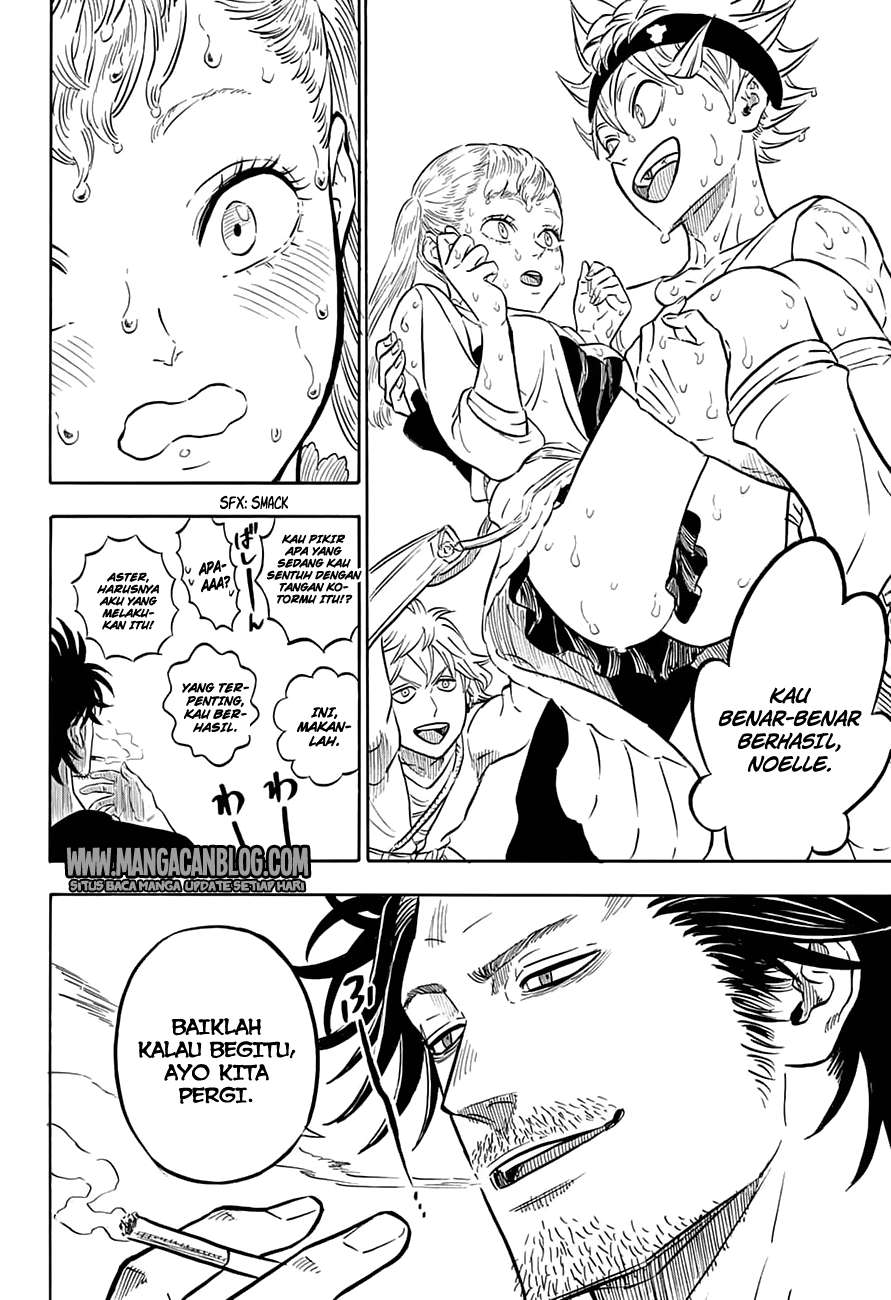 KAU
BENAR-BENAR
BERHASIL,
NOELLE.
SFX: SMACK
ばしーん
KAU PIKIR
APA YANG
SEDANG KAU
SENTUH DENGAN
TANGAN KO-
TORMU ITU!?
APA-
AAA?
ASTER,
HARUSNYA
AKU YANG
MELAKU-
KAN ITU!
YANG TER-
PENTING,
KAU BER-
HASIL.
INI,
MAKAN-
LAH.
わー
わー
WWW.MANGACANBLOG.COM
SITUS BACA MANGA UPDATE SETIAP HARI
ふ
BAIKLAH
KALAU BEGITU,
AYO KITA
PERGI.